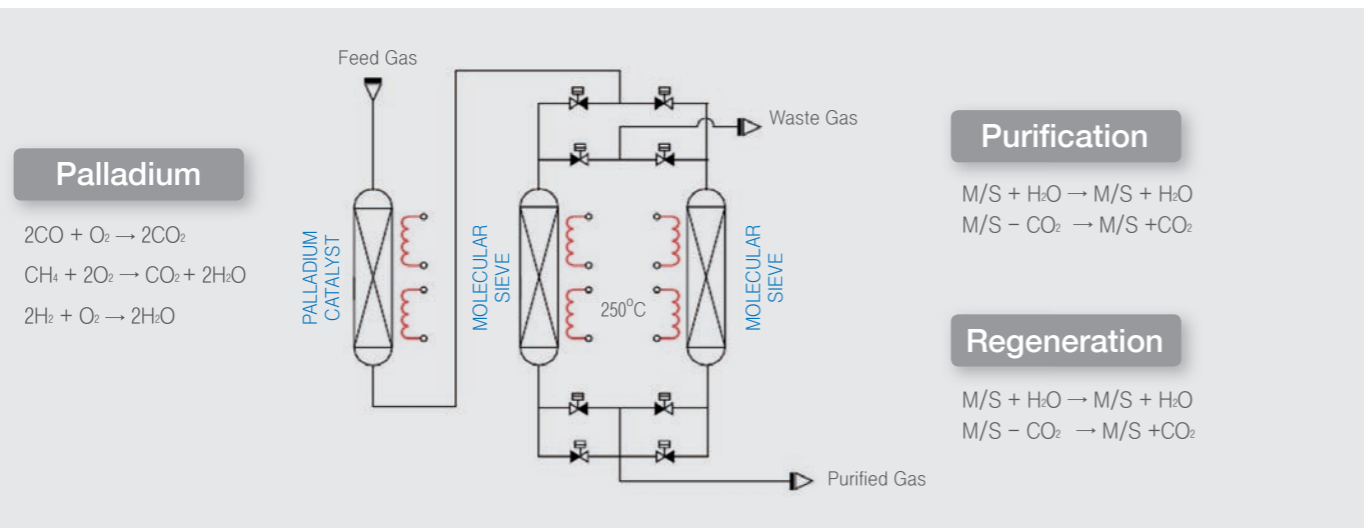 Feed Gas
Waste Gas
Palladium
2CO + O₂ → 2CO₂
CH₄ + 2O₂ → CO₂ + 2H₂O
2H₂ + O₂ → 2H₂O
PALLADIUM
CATALYST
MOLECULAR
SIEVE
250°C
MOLECULAR
SIEVE
Purified Gas
Purification
M/S + H₂O → M/S + H₂O
M/S − CO₂ → M/S +CO₂
Regeneration
M/S + H₂O → M/S + H₂O
M/S − CO₂ → M/S +CO₂